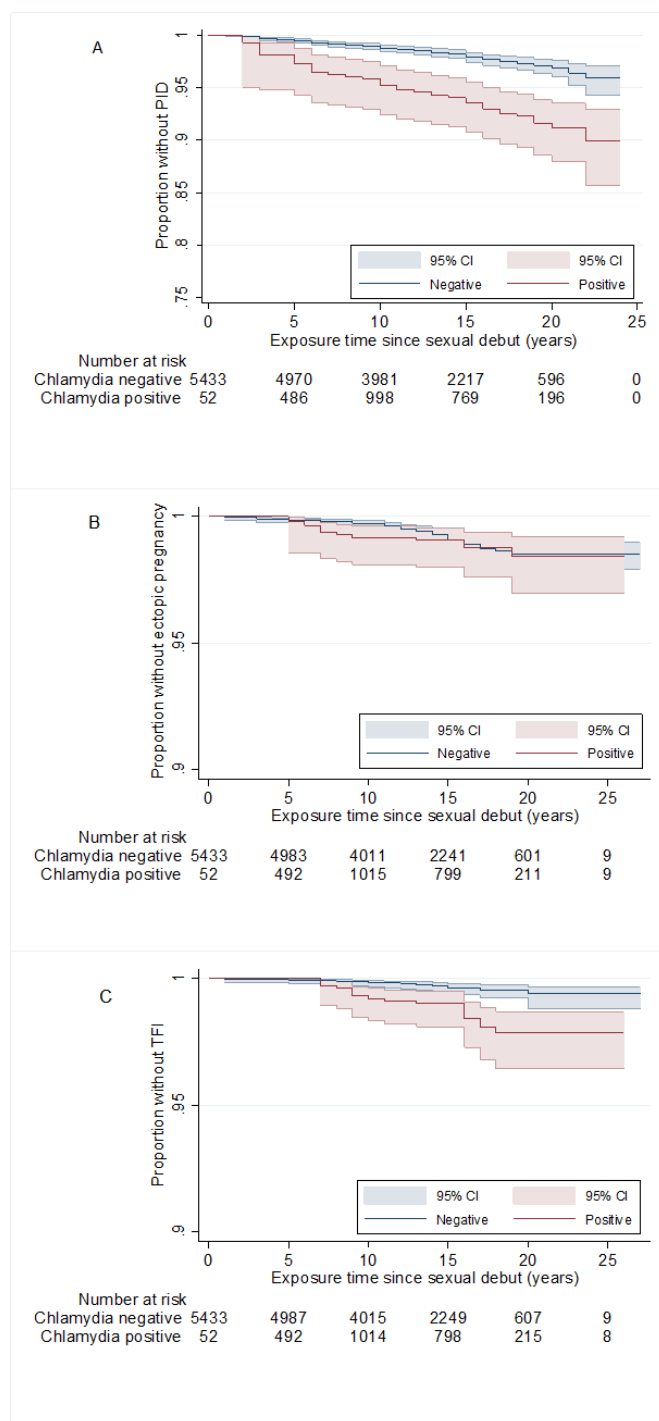 A
Proportion without PID
1
.95
.9
.85
.8
.75
95% CI 95% CI
Negative Positive
0 5 10 15 20 25
Exposure time since sexual debut (years)
Number at risk
Chlamydia negative 5433 4970 3981 2217 596 0
Chlamydia positive 52 486 998 769 196 0
B
Proportion without ectopic pregnancy
1
.95
.9
95% CI 95% CI
Negative Positive
0 5 10 15 20 25
Exposure time since sexual debut (years)
Number at risk
Chlamydia negative 5433 4983 4011 2241 601 9
Chlamydia positive 52 492 1015 799 211 9
C
Proportion without TFI
1
.95
.9
95% CI 95% CI
Negative Positive
0 5 10 15 20 25
Exposure time since sexual debut (years)
Number at risk
Chlamydia negative 5433 4987 4015 2249 607 9
Chlamydia positive 52 492 1014 798 215 8